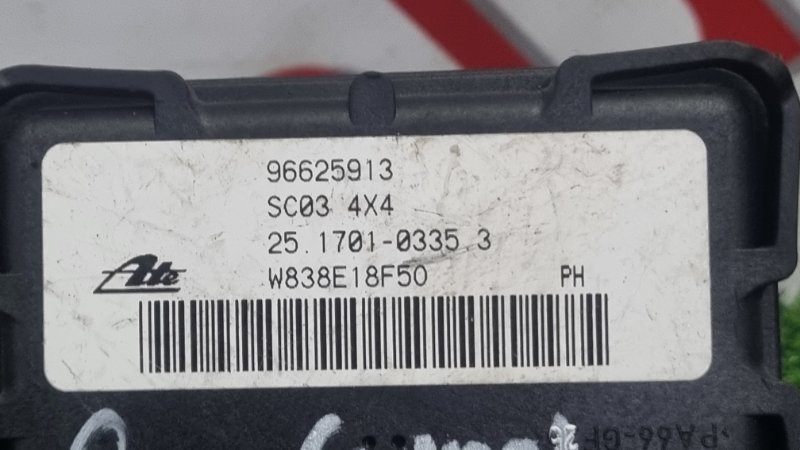 96625913
SC03 4X4
25.1701-0335.3
Ate
W838E18F50 PH
.PA66-GF